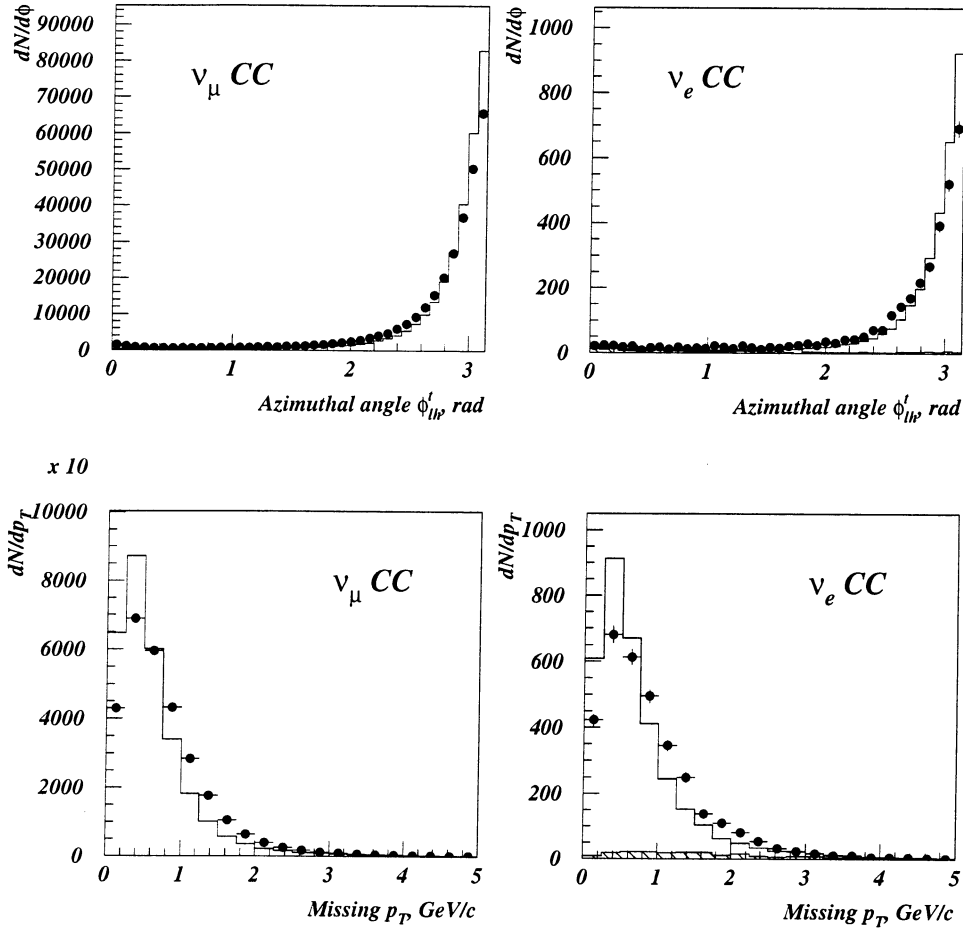 dN/dϕ
90000
80000
70000
60000
50000
40000
30000
20000
10000
0
ν_μ CC
0 1 2 3
Azimuthal angle ϕ^t_lh, rad
dN/dϕ
1000
800
600
400
200
0
ν_e CC
0 1 2 3
Azimuthal angle ϕ^t_lh, rad
x 10
dN/dp_T
10000
8000
6000
4000
2000
0
ν_μ CC
0 1 2 3 4 5
Missing p_T, GeV/c
dN/dp_T
1000
800
600
400
200
0
ν_e CC
0 1 2 3 4 5
Missing p_T, GeV/c